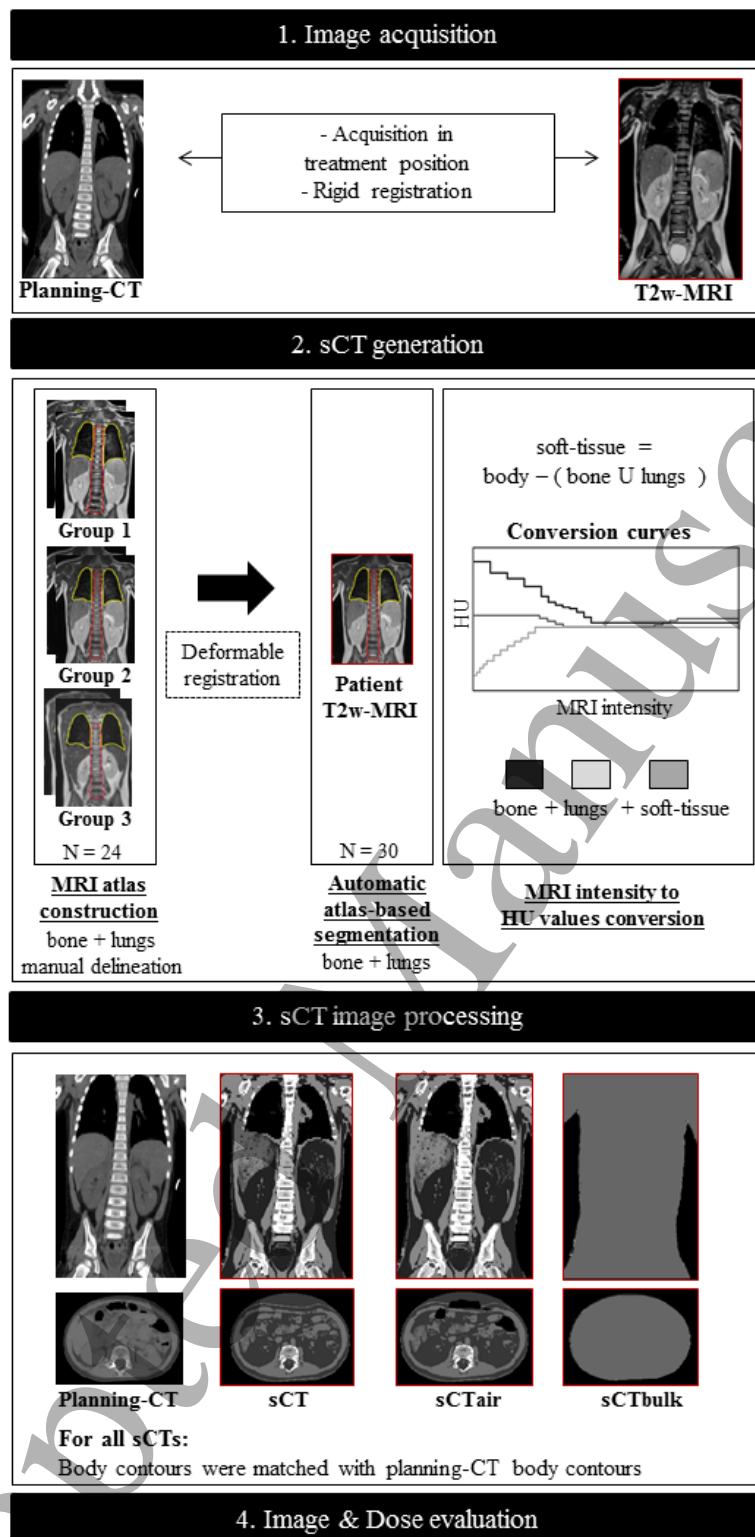 1. Image acquisition
- Acquisition in
treatment position
- Rigid registration
Planning-CT
T2w-MRI
2. sCT generation
Group 1
Group 2
Group 3
N = 24
MRI atlas
construction
bone + lungs
manual delineation
Deformable
registration
Patient
T2w-MRI
N = 30
Automatic
atlas-based
segmentation
bone + lungs
soft-tissue =
body – ( bone U lungs )
Conversion curves
HU
MRI intensity
bone + lungs + soft-tissue
MRI intensity to
HU values conversion
3. sCT image processing
Planning-CT
sCT
sCTair
sCTbulk
For all sCTs:
Body contours were matched with planning-CT body contours
4. Image & Dose evaluation